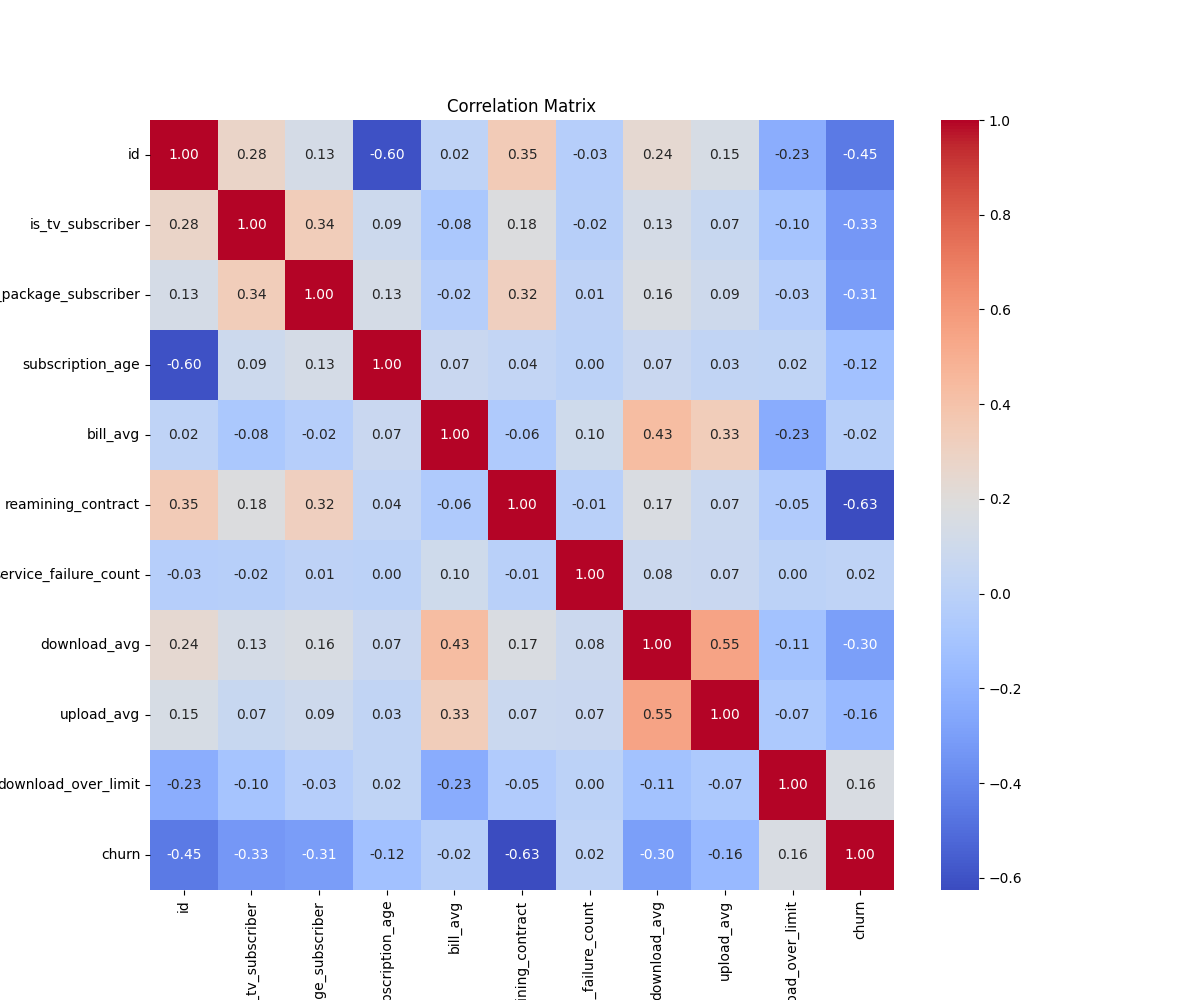 Correlation Matrix
id 1.00 0.28 0.13 -0.60 0.02 0.35 -0.03 0.24 0.15 -0.23 -0.45
is_tv_subscriber 0.28 1.00 0.34 0.09 -0.08 0.18 -0.02 0.13 0.07 -0.10 -0.33
_package_subscriber 0.13 0.34 1.00 0.13 -0.02 0.32 0.01 0.16 0.09 -0.03 -0.31
subscription_age -0.60 0.09 0.13 1.00 0.07 0.04 0.00 0.07 0.03 0.02 -0.12
bill_avg 0.02 -0.08 -0.02 0.07 1.00 -0.06 0.10 0.43 0.33 -0.23 -0.02
reamining_contract 0.35 0.18 0.32 0.04 -0.06 1.00 -0.01 0.17 0.07 -0.05 -0.63
ervice_failure_count -0.03 -0.02 0.01 0.00 0.10 -0.01 1.00 0.08 0.07 0.00 0.02
download_avg 0.24 0.13 0.16 0.07 0.43 0.17 0.08 1.00 0.55 -0.11 -0.30
upload_avg 0.15 0.07 0.09 0.03 0.33 0.07 0.07 0.55 1.00 -0.07 -0.16
download_over_limit -0.23 -0.10 -0.03 0.02 -0.23 -0.05 0.00 -0.11 -0.07 1.00 0.16
churn -0.45 -0.33 -0.31 -0.12 -0.02 -0.63 0.02 -0.30 -0.16 0.16 1.00
id
_tv_subscriber
ge_subscriber
bscription_age
bill_avg
ining_contract
_failure_count
download_avg
upload_avg
oad_over_limit
churn
1.0
0.8
0.6
0.4
0.2
0.0
−0.2
−0.4
−0.6